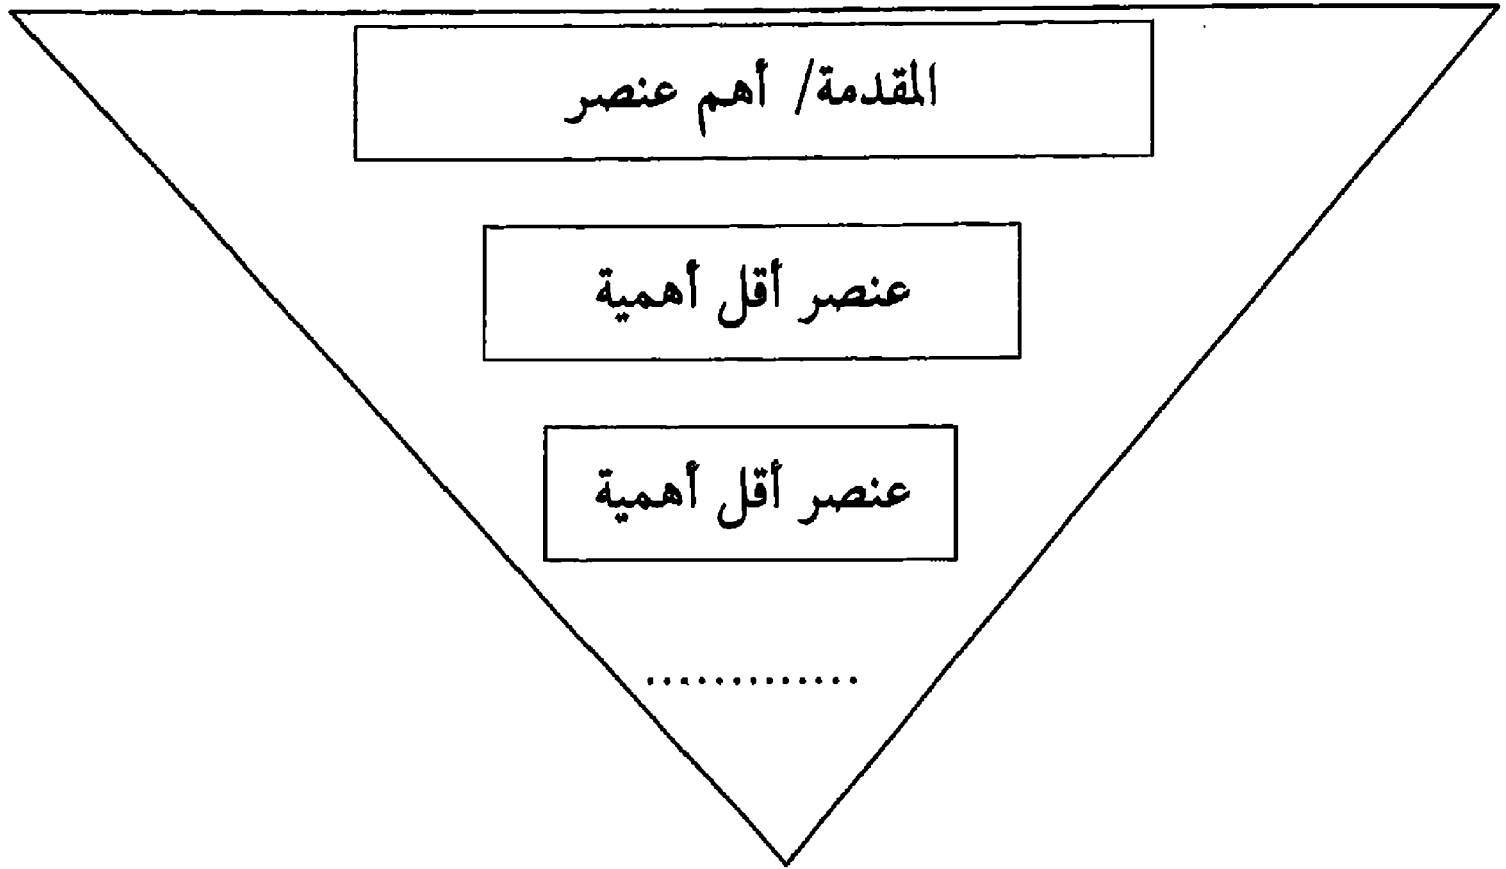 المقدمة/ أهم عنصر
عنصر أقل أهمية
عنصر أقل أهمية
.............